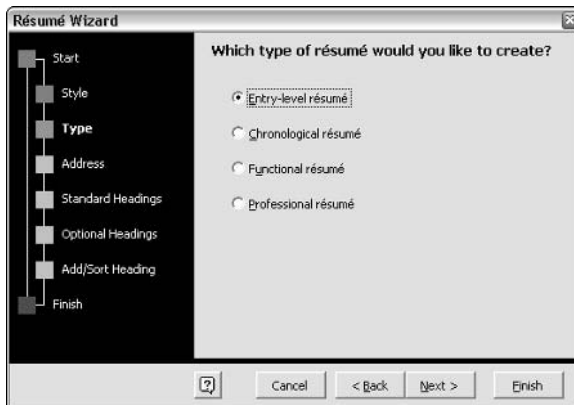 Résumé Wizard
Start
Style
Type
Address
Standard Headings
Optional Headings
Add/Sort Heading
Finish
Which type of résumé would you like to create?
Entry-level résumé
Chronological résumé
Functional résumé
Professional résumé
? Cancel < Back Next > Finish